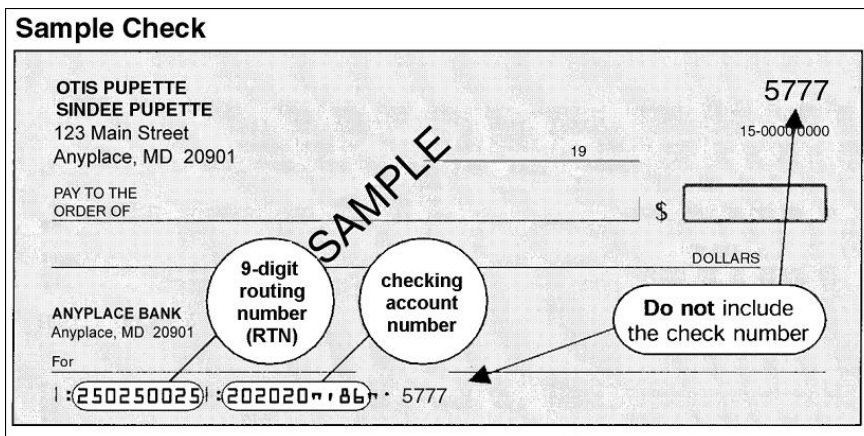 Sample Check
OTIS PUPETTE
SINDEE PUPETTE
123 Main Street
Anyplace, MD 20901
5777
15-0000/0000
19
SAMPLE
PAY TO THE
ORDER OF
$
DOLLARS
9-digit
routing
number
(RTN)
checking
account
number
Do not include
the check number
ANYPLACE BANK
Anyplace, MD 20901
For
|:250250025|:202020"'86"' 5777